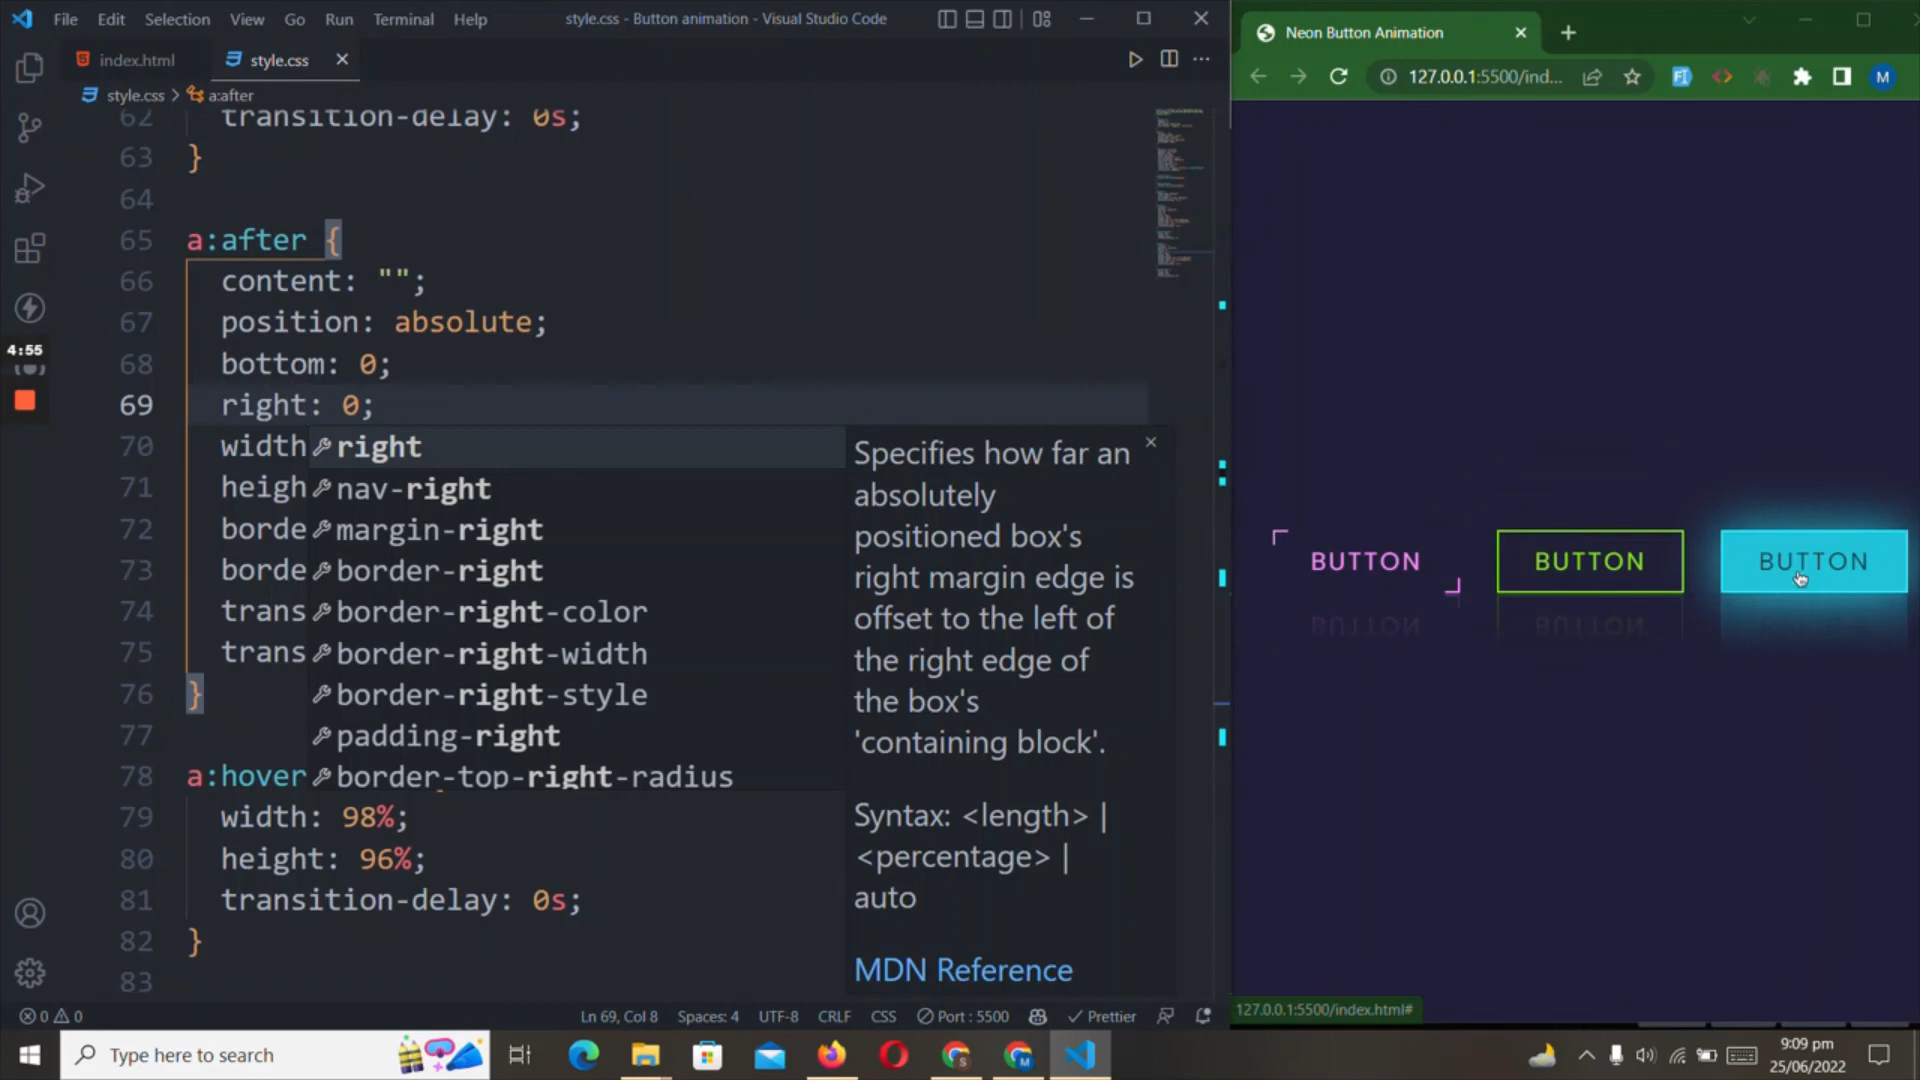 File Edit Selection View Go Run Terminal Help
style.css - Button animation - Visual Studio Code
index.html
style.css
style.css > a:after
62 transition-delay: 0s;
63 }
64
65 a:after {
66 content: "";
67 position: absolute;
68 bottom: 0;
69 right: 0;
70 width
71 heigh
72 borde
73 borde
74 trans
75 trans
76 }
77
78 a:hover
79 width: 98%;
80 height: 96%;
81 transition-delay: 0s;
82 }
83
right
nav-right
margin-right
border-right
border-right-color
border-right-width
border-right-style
padding-right
border-top-right-radius
Specifies how far an
absolutely
positioned box's
right margin edge is
offset to the left of
the right edge of
the box's
'containing block'.
Syntax: <length> |
<percentage> |
auto
MDN Reference
4:55
0 0
Ln 69, Col 8
Spaces: 4
UTF-8
CRLF
CSS
Port : 5500
Prettier
Neon Button Animation
127.0.0.1:5500/ind...
M
BUTTON
BUTTON
BUTTON
BUTTON
BUTTON
127.0.0.1:5500/index.html#
Type here to search
S
M
9:09 pm
25/06/2022